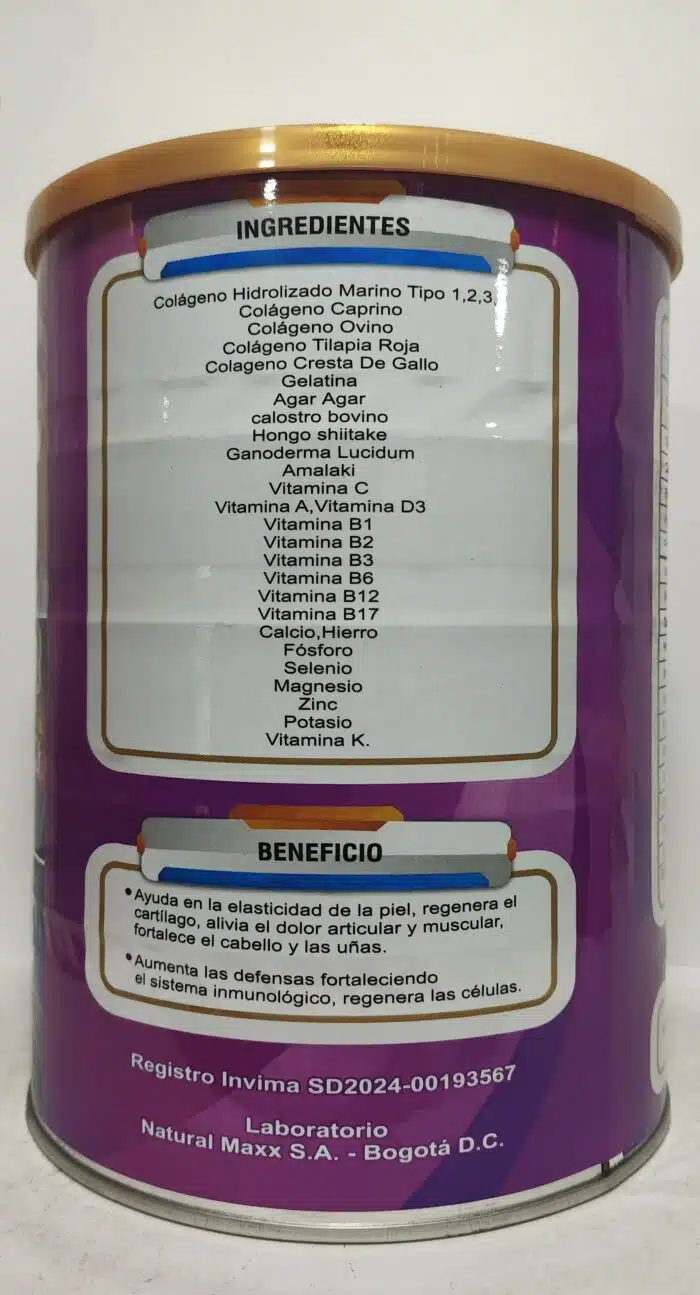 INGREDIENTES
Colágeno Hidrolizado Marino Tipo 1,2,3,
Colágeno Caprino
Colágeno Ovino
Colágeno Tilapia Roja
Colageno Cresta De Gallo
Gelatina
Agar Agar
calostro bovino
Hongo shiitake
Ganoderma Lucidum
Amalaki
Vitamina C
Vitamina A,Vitamina D3
Vitamina B1
Vitamina B2
Vitamina B3
Vitamina B6
Vitamina B12
Vitamina B17
Calcio,Hierro
Fósforo
Selenio
Magnesio
Zinc
Potasio
Vitamina K.
BENEFICIO
•Ayuda en la elasticidad de la piel, regenera el
cartílago, alivia el dolor articular y muscular,
fortalece el cabello y las uñas.
•Aumenta las defensas fortaleciendo
el sistema inmunológico, regenera las células.
Registro Invima SD2024-00193567
Laboratorio
Natural Maxx S.A. - Bogotá D.C.